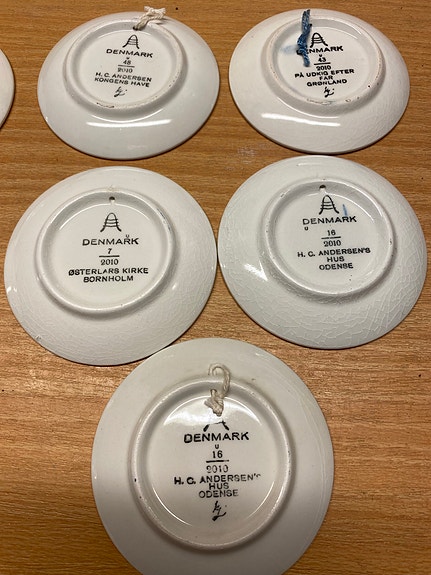 DENMARK
U
48
2010
H. C. ANDERSEN
KONGENS HAVE
DENMARK
U
43
2010
PÅ UDKIG EFTER
FAR
GRØNLAND
DENMARK
U
7
2010
ØSTERLARS KIRKE
BORNHOLM
DENMARK
U
16
2010
H. C. ANDERSEN'S
HUS
ODENSE
DENMARK
U
16
2010
H. C. ANDERSEN'S
HUS
ODENSE